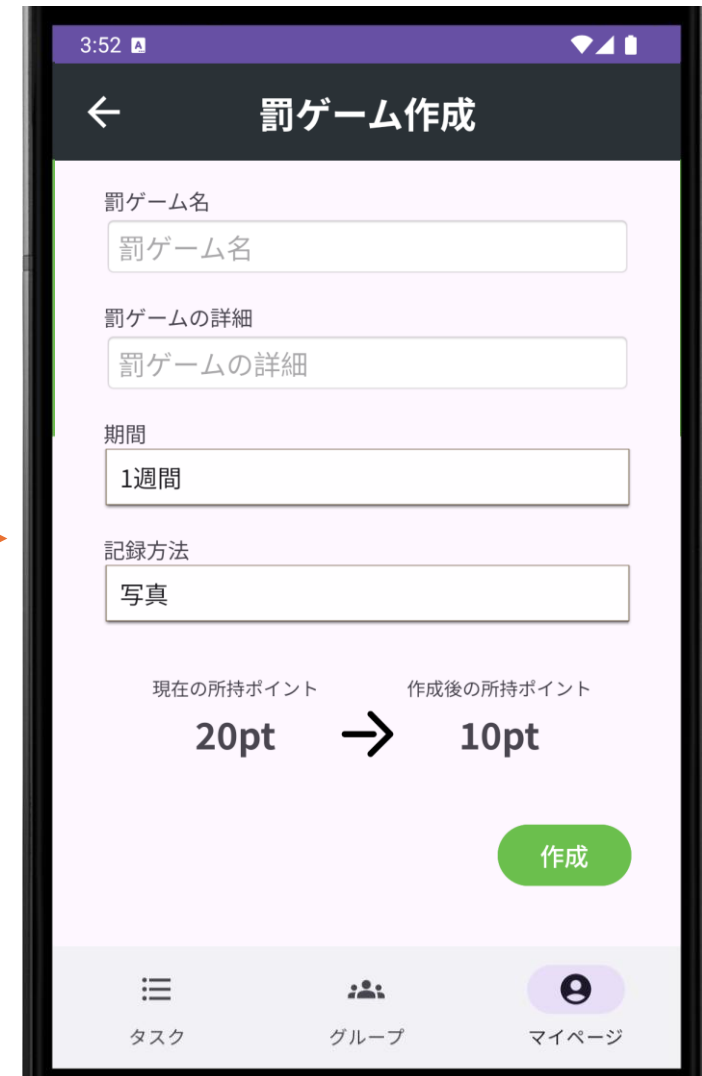 3:52
罰ゲーム作成
罰ゲーム名
罰ゲーム名
罰ゲームの詳細
罰ゲームの詳細
期間
1週間
記録方法
写真
現在の所持ポイント 作成後の所持ポイント
20pt 10pt
作成
タスク グループ マイページ